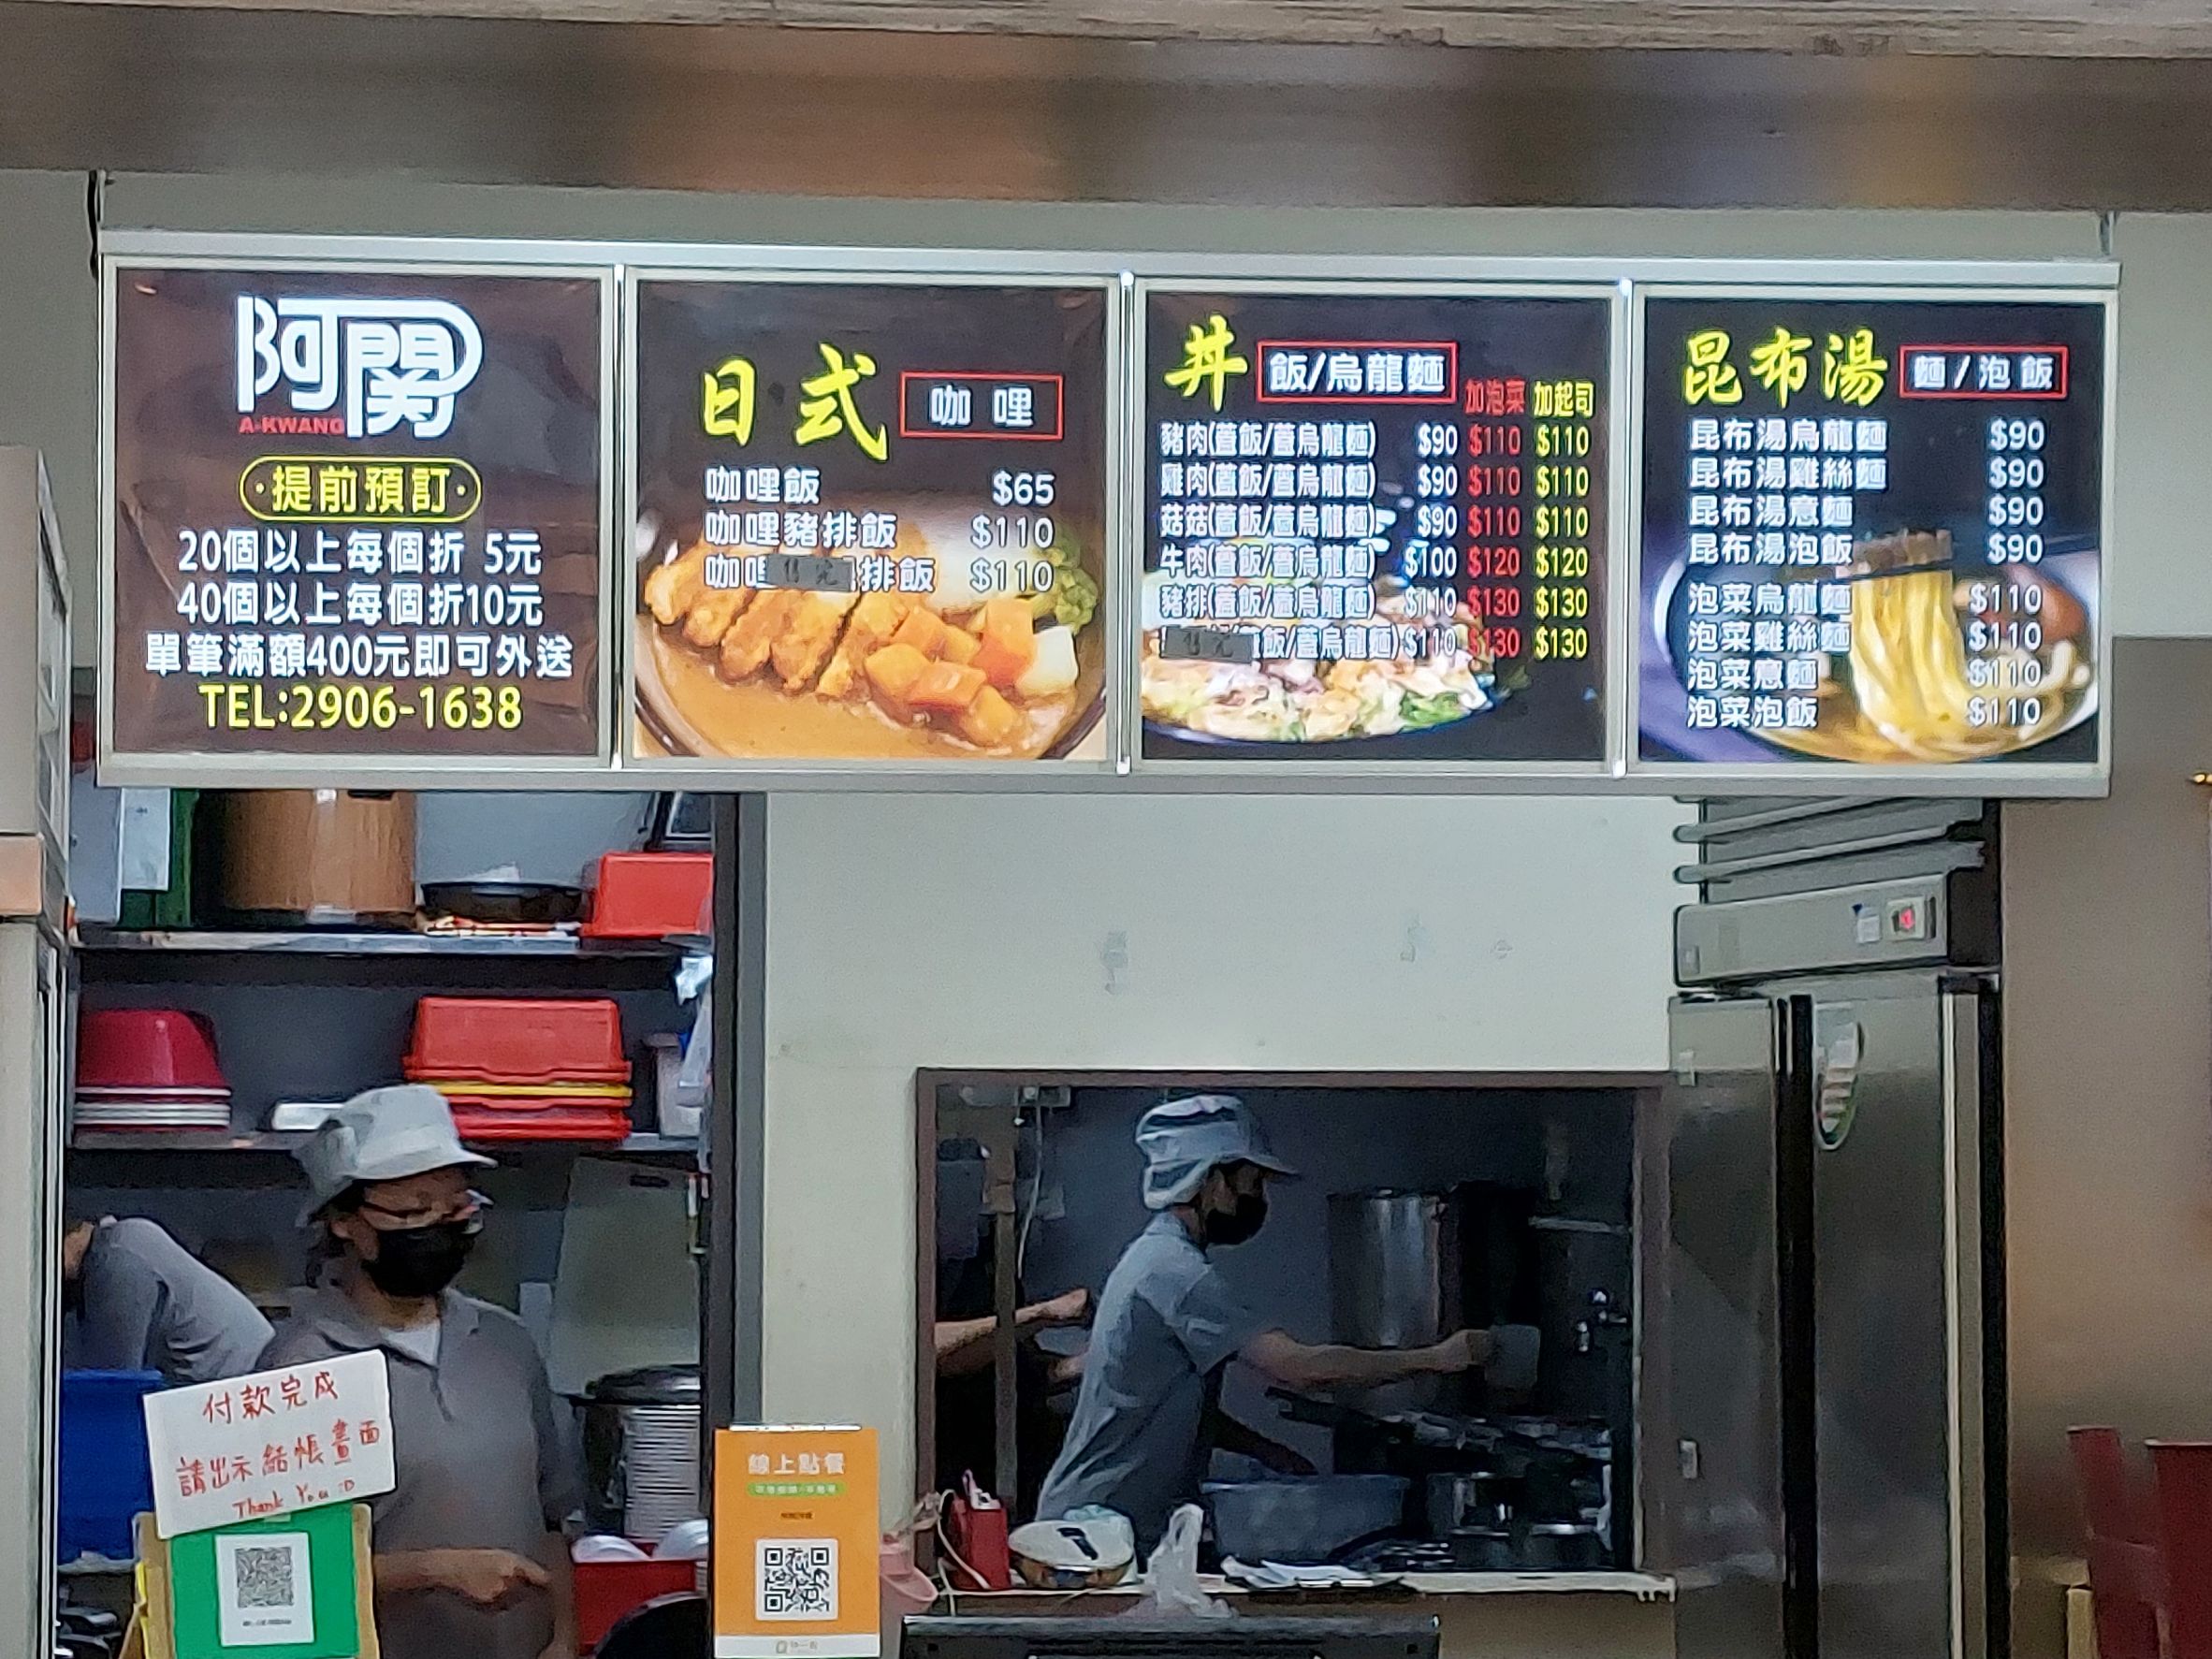 阿関
A-KWANG
·提前預訂·
20個以上每個折 5元
40個以上每個折10元
單筆滿額400元即可外送
TEL:2906-1638
日式 咖哩
咖哩飯 $65
咖哩豬排飯 $110
咖哩 售完 排飯 $110
丼 飯/烏龍麵 加泡菜 加起司
豬肉(蓋飯/蓋烏龍麵) $90 $110 $110
雞肉(蓋飯/蓋烏龍麵) $90 $110 $110
菇菇(蓋飯/蓋烏龍麵) $90 $110 $110
牛肉(蓋飯/蓋烏龍麵) $100 $120 $120
豬排(蓋飯/蓋烏龍麵) $110 $130 $130
售完 蓋飯/蓋烏龍麵) $110 $130 $130
昆布湯 麵/泡飯
昆布湯烏龍麵 $90
昆布湯雞絲麵 $90
昆布湯意麵 $90
昆布湯泡飯 $90
泡菜烏龍麵 $110
泡菜雞絲麵 $110
泡菜意麵 $110
泡菜泡飯 $110
付款完成
請出示結帳畫面
Thank You :D
線上點餐